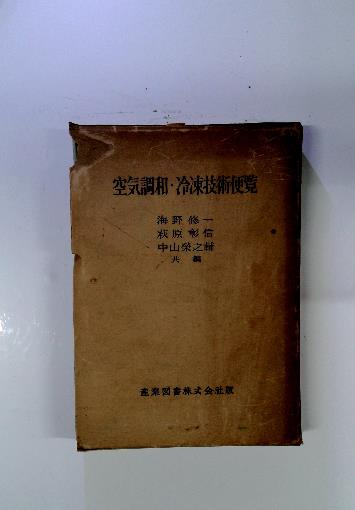 空気調和・冷凍技術便覧
海野修一
萩原彰信
中山榮之輔
共編
産業図書株式会社版